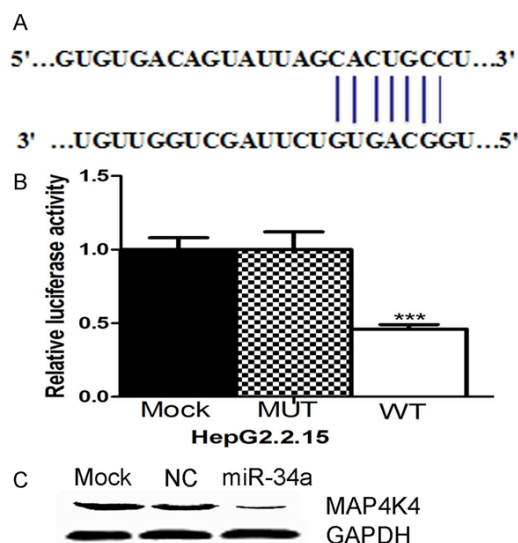 A
5'...GUGUGACAGUAUUAGCACUGCCU...3'
3' ...UGUUGGUCGAUUCUGUGACGGU...5'
B
Relative luciferase activity
1.5
1.0
0.5
0.0
***
Mock MUT WT
HepG2.2.15
C
Mock NC miR-34a
MAP4K4
GAPDH